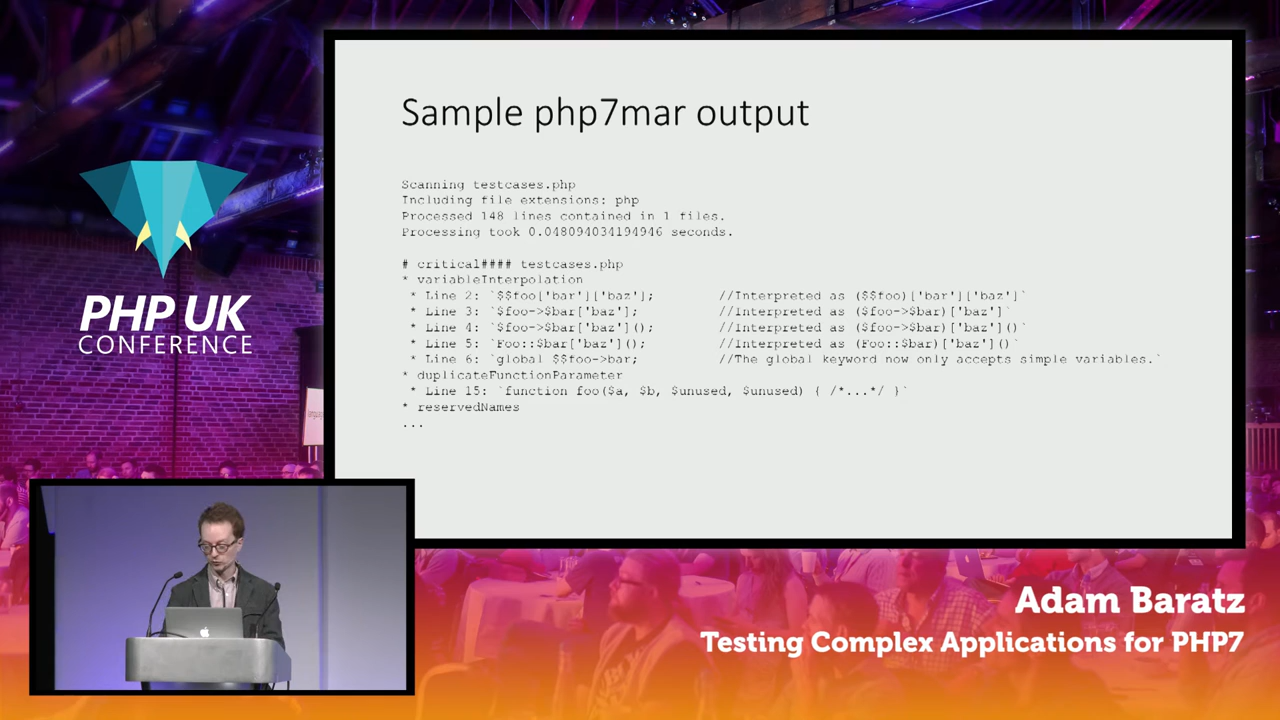 Sample php7mar output
Scanning testcases.php
Including file extensions: php
Processed 148 lines contained in 1 files.
Processing took 0.048094034194946 seconds.
# critical#### testcases.php
* variableInterpolation
* Line 2: `$$foo['bar']['baz']; //Interpreted as ($$foo)['bar']['baz']`
* Line 3: `$foo->$bar['baz']; //Interpreted as ($foo->$bar)['baz']`
* Line 4: `$foo->$bar['baz'](); //Interpreted as ($foo->$bar)['baz']()`
* Line 5: `Foo::$bar['baz'](); //Interpreted as (Foo::$bar)['baz']()`
* Line 6: `global $$foo->bar; //The global keyword now only accepts simple variables.`
* duplicateFunctionParameter
* Line 15: `function foo($a, $b, $unused, $unused) { /*...*/ }`
* reservedNames
...
PHP UK
CONFERENCE
Adam Baratz
Testing Complex Applications for PHP7